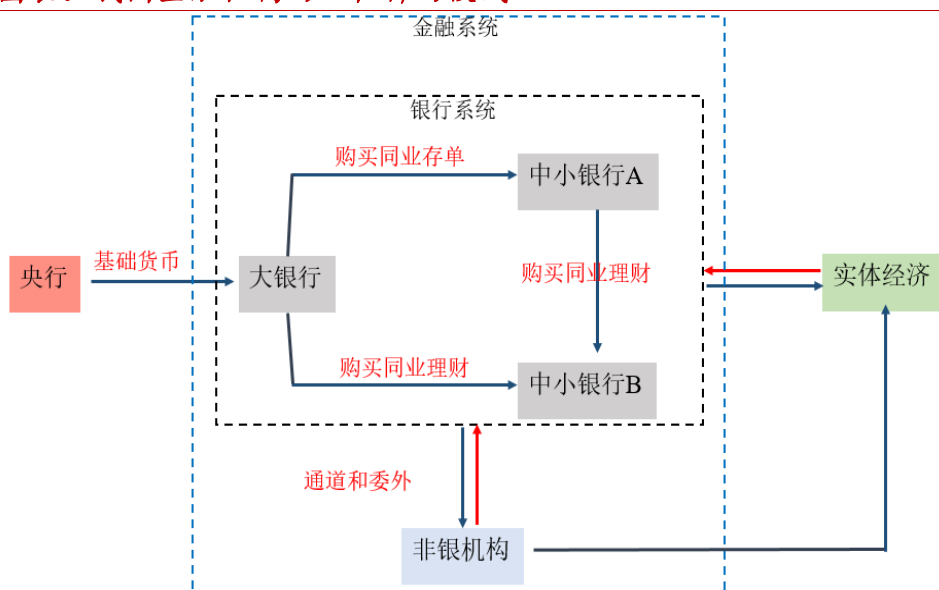 金融系统
银行系统
购买同业存单
中小银行A
基础货币
央行
大银行
购买同业理财
实体经济
购买同业理财
中小银行B
通道和委外
非银机构